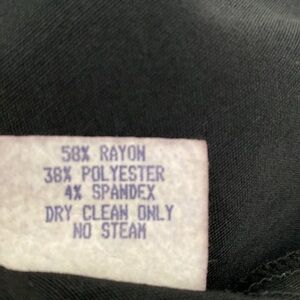 58% RAYON
38% POLYESTER
4% SPANDEX
DRY CLEAN ONLY
NO STEAM